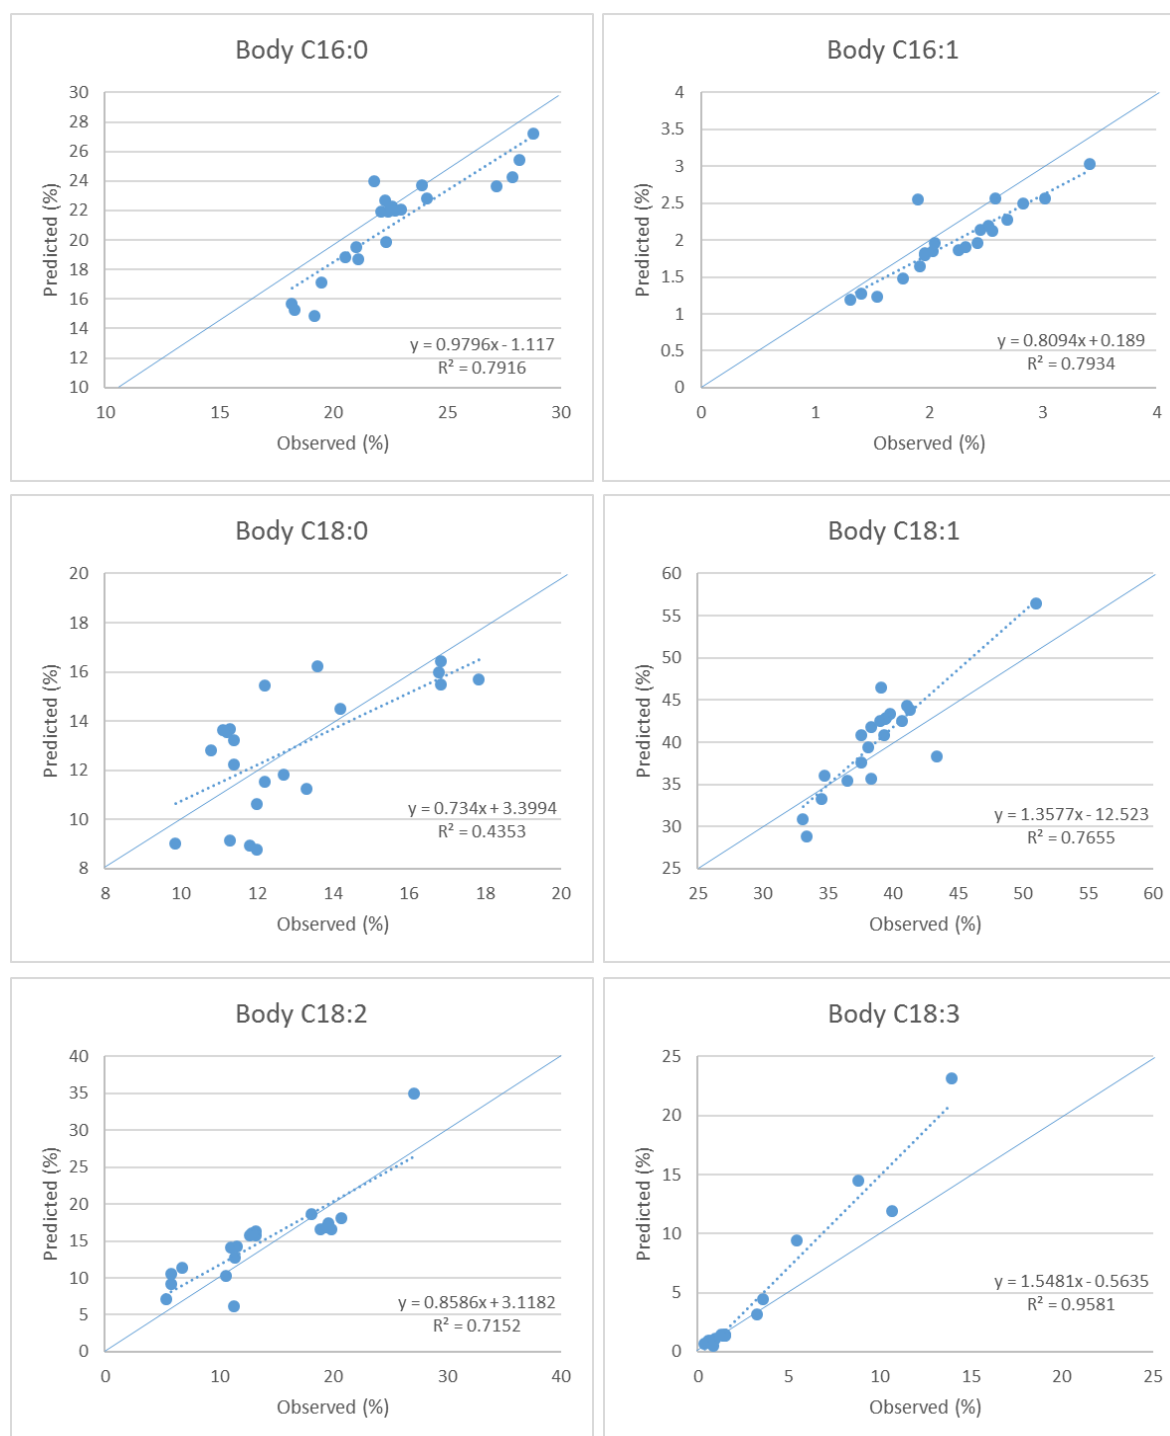 Body C16:0
30
28
26
24
22
20
18
16
14
12
10
Predicted (%)
y = 0.9796x - 1.117
R² = 0.7916
10 20 30
Observed (%)
Body C16:1
4
3.5
3
2.5
2
1.5
1
0.5
0
Predicted (%)
y = 0.8094x + 0.189
R² = 0.7934
0 1 2 3 4
Observed (%)
Body C18:0
20
18
16
14
12
10
8
Predicted (%)
y = 0.734x + 3.3994
R² = 0.4353
8 10 12 14 16 18 20
Observed (%)
Body C18:1
60
55
50
45
40
35
30
25
Predicted (%)
y = 1.3577x - 12.523
R² = 0.7655
25 30 35 40 45 50 55 60
Observed (%)
Body C18:2
40
35
30
25
20
15
10
5
0
Predicted (%)
y = 0.8586x + 3.1182
R² = 0.7152
0 10 20 30 40
Observed (%)
Body C18:3
25
20
15
10
5
0
Predicted (%)
y = 1.5481x - 0.5635
R² = 0.9581
0 5 10 15 20 25
Observed (%)